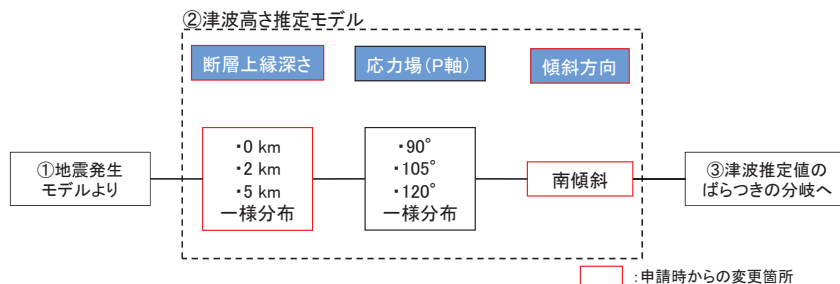 ②津波高さ推定モデル
断層上縁深さ
応力場(P軸)
傾斜方向
①地震発生
モデルより
・0 km
・2 km
・5 km
一様分布
・90°
・105°
・120°
一様分布
南傾斜
③津波推定値の
ばらつきの分岐へ
:申請時からの変更箇所